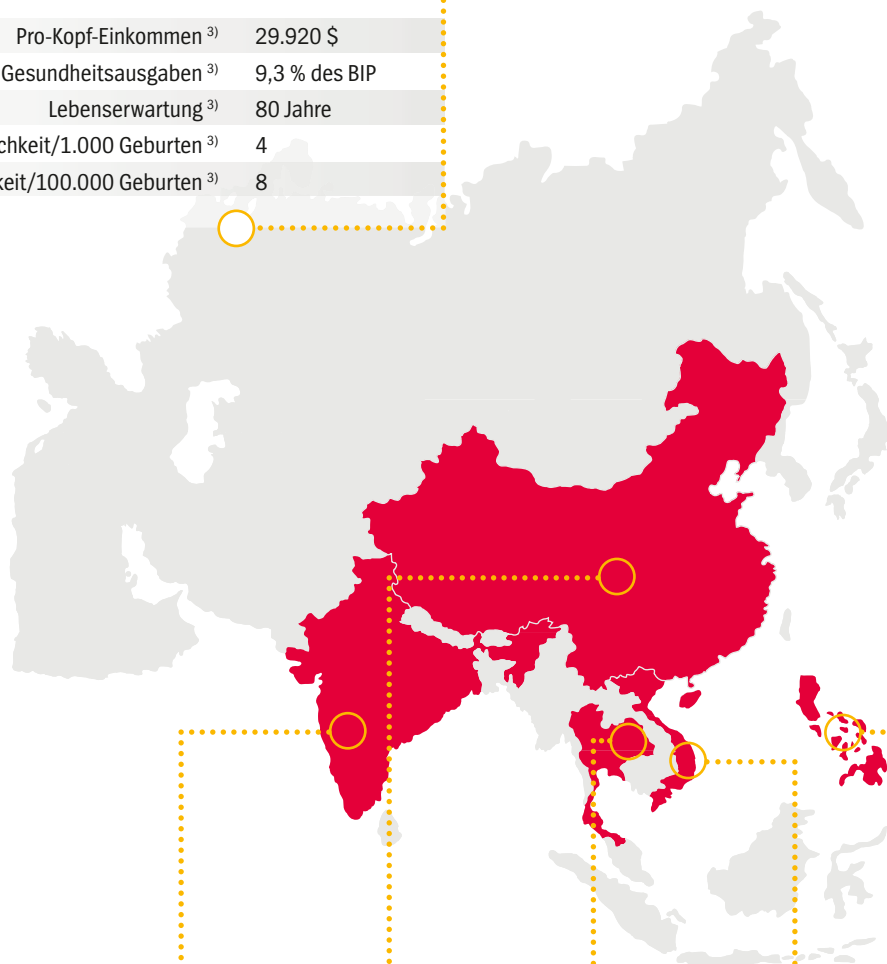 Pro-Kopf-Einkommen ³⁾ 29.920 $
Gesundheitsausgaben ³⁾ 9,3 % des BIP
Lebenserwartung ³⁾ 80 Jahre
chkeit/1.000 Geburten ³⁾ 4
keit/100.000 Geburten ³⁾ 8